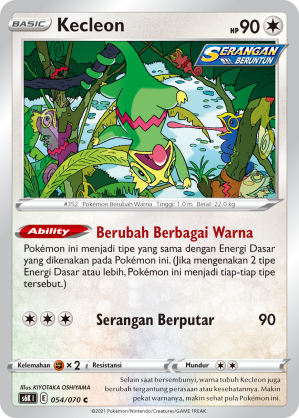 BASIC Kecleon HP 90
SERANGAN
BERUNTUN
#352 Pokémon Berubah Warna Tinggi: 1.0 m Berat: 22.0 kg
Ability Berubah Berbagai Warna
Pokémon ini menjadi tipe yang sama dengan Energi Dasar
yang dikenakan pada Pokémon ini. (Jika mengenakan 2 tipe
Energi Dasar atau lebih, Pokémon ini menjadi tiap-tiap tipe
tersebut.)
Serangan Berputar 90
Kelemahan × 2 Resistansi Mundur
Illus. KIYOTAKA OSHIYAMA
s6K I E 054/070 C
Selain saat bersembunyi, warna tubuh Kecleon juga
berubah tergantung perasaan atau kesehatannya. Makin
pekat warnanya, makin sehat pula Pokémon ini.
©2021 Pokémon/Nintendo/Creatures/GAME FREAK